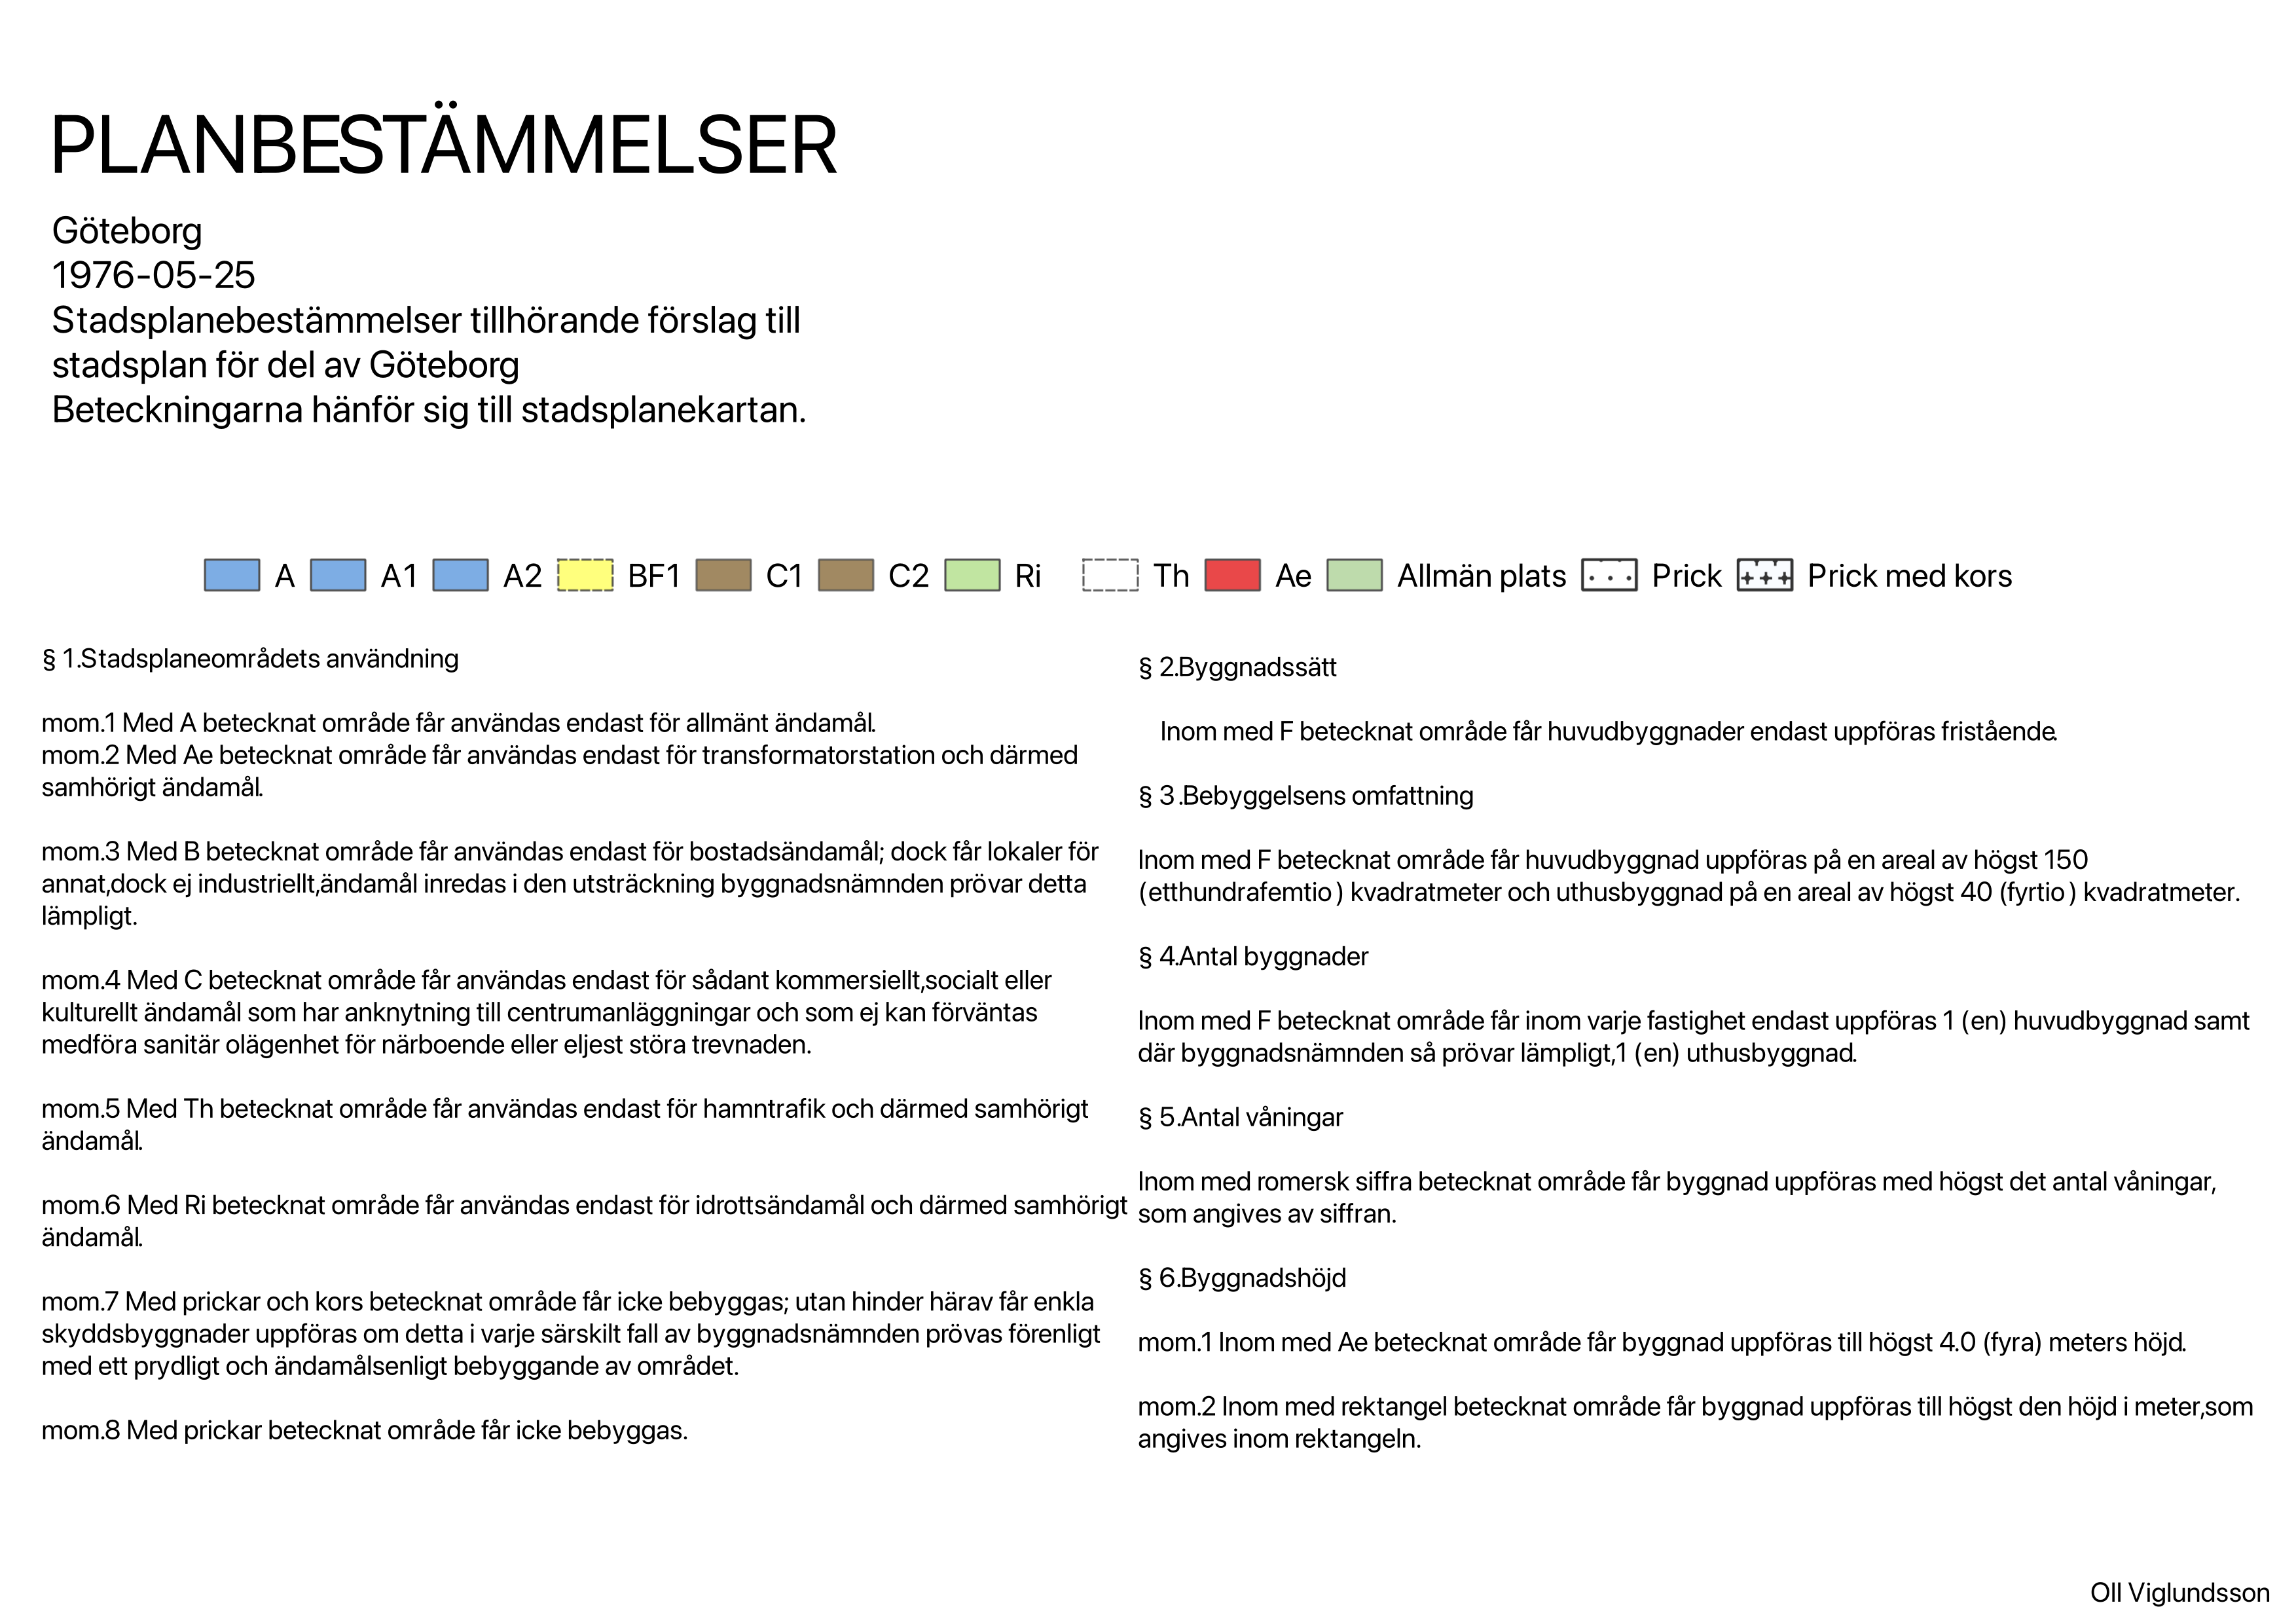 PLANBESTÄMMELSER
Göteborg
1976-05-25
Stadsplanebestämmelser tillhörande förslag till
stadsplan för del av Göteborg
Beteckningarna hänför sig till stadsplanekartan.
A A1 A2 BF1 C1 C2 Ri Th Ae Allmän plats Prick Prick med kors
§ 1.Stadsplaneområdets användning
mom.1 Med A betecknat område får användas endast för allmänt ändamål.
mom.2 Med Ae betecknat område får användas endast för transformatorstation och därmed
samhörigt ändamål.
mom.3 Med B betecknat område får användas endast för bostadsändamål; dock får lokaler för
annat,dock ej industriellt,ändamål inredas i den utsträckning byggnadsnämnden prövar detta
lämpligt.
mom.4 Med C betecknat område får användas endast för sådant kommersiellt,socialt eller
kulturellt ändamål som har anknytning till centrumanläggningar och som ej kan förväntas
medföra sanitär olägenhet för närboende eller eljest störa trevnaden.
mom.5 Med Th betecknat område får användas endast för hamntrafik och därmed samhörigt
ändamål.
mom.6 Med Ri betecknat område får användas endast för idrottsändamål och därmed samhörigt
ändamål.
mom.7 Med prickar och kors betecknat område får icke bebyggas; utan hinder härav får enkla
skyddsbyggnader uppföras om detta i varje särskilt fall av byggnadsnämnden prövas förenligt
med ett prydligt och ändamålsenligt bebyggande av området.
mom.8 Med prickar betecknat område får icke bebyggas.
§ 2.Byggnadssätt
Inom med F betecknat område får huvudbyggnader endast uppföras fristående.
§ 3.Bebyggelsens omfattning
Inom med F betecknat område får huvudbyggnad uppföras på en areal av högst 150
(etthundrafemtio) kvadratmeter och uthusbyggnad på en areal av högst 40 (fyrtio) kvadratmeter.
§ 4.Antal byggnader
Inom med F betecknat område får inom varje fastighet endast uppföras 1 (en) huvudbyggnad samt
där byggnadsnämnden så prövar lämpligt,1 (en) uthusbyggnad.
§ 5.Antal våningar
Inom med romersk siffra betecknat område får byggnad uppföras med högst det antal våningar,
som angives av siffran.
§ 6.Byggnadshöjd
mom.1 Inom med Ae betecknat område får byggnad uppföras till högst 4.0 (fyra) meters höjd.
mom.2 Inom med rektangel betecknat område får byggnad uppföras till högst den höjd i meter,som
angives inom rektangeln.
Oll Viglundsson